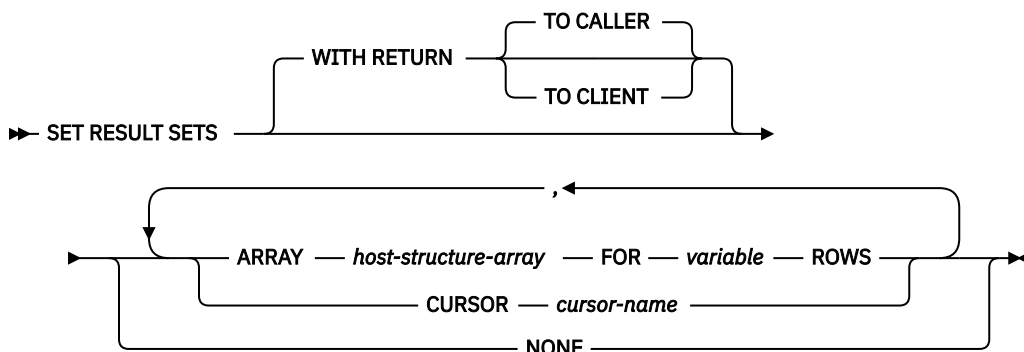 TO CALLER
WITH RETURN
TO CLIENT
SET RESULT SETS
,
ARRAY host-structure-array FOR variable ROWS
CURSOR cursor-name
NONE